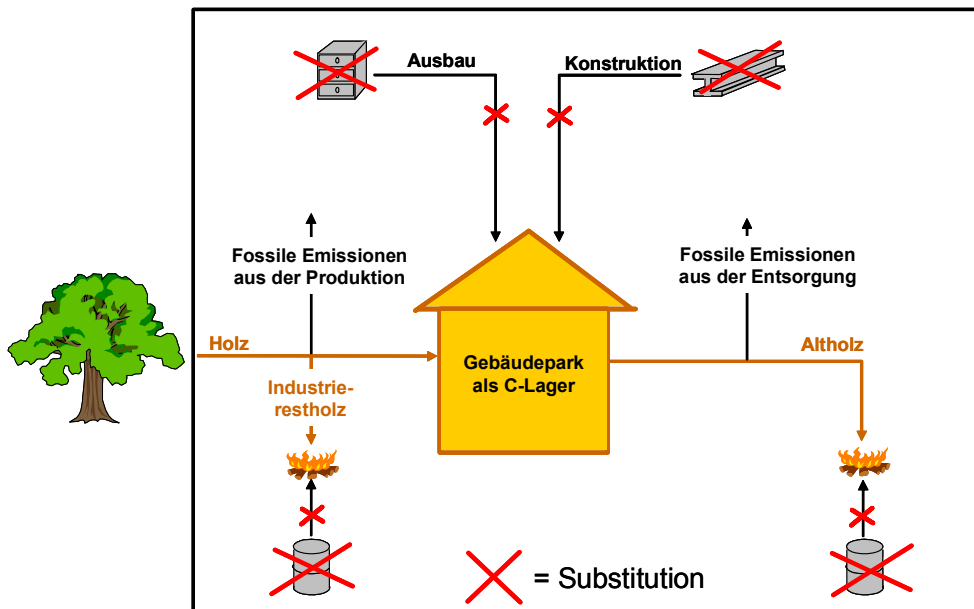 Ausbau
Konstruktion
Fossile Emissionen
aus der Produktion
Fossile Emissionen
aus der Entsorgung
Holz
Gebäudepark
als C-Lager
Altholz
Industrie-
restholz
= Substitution